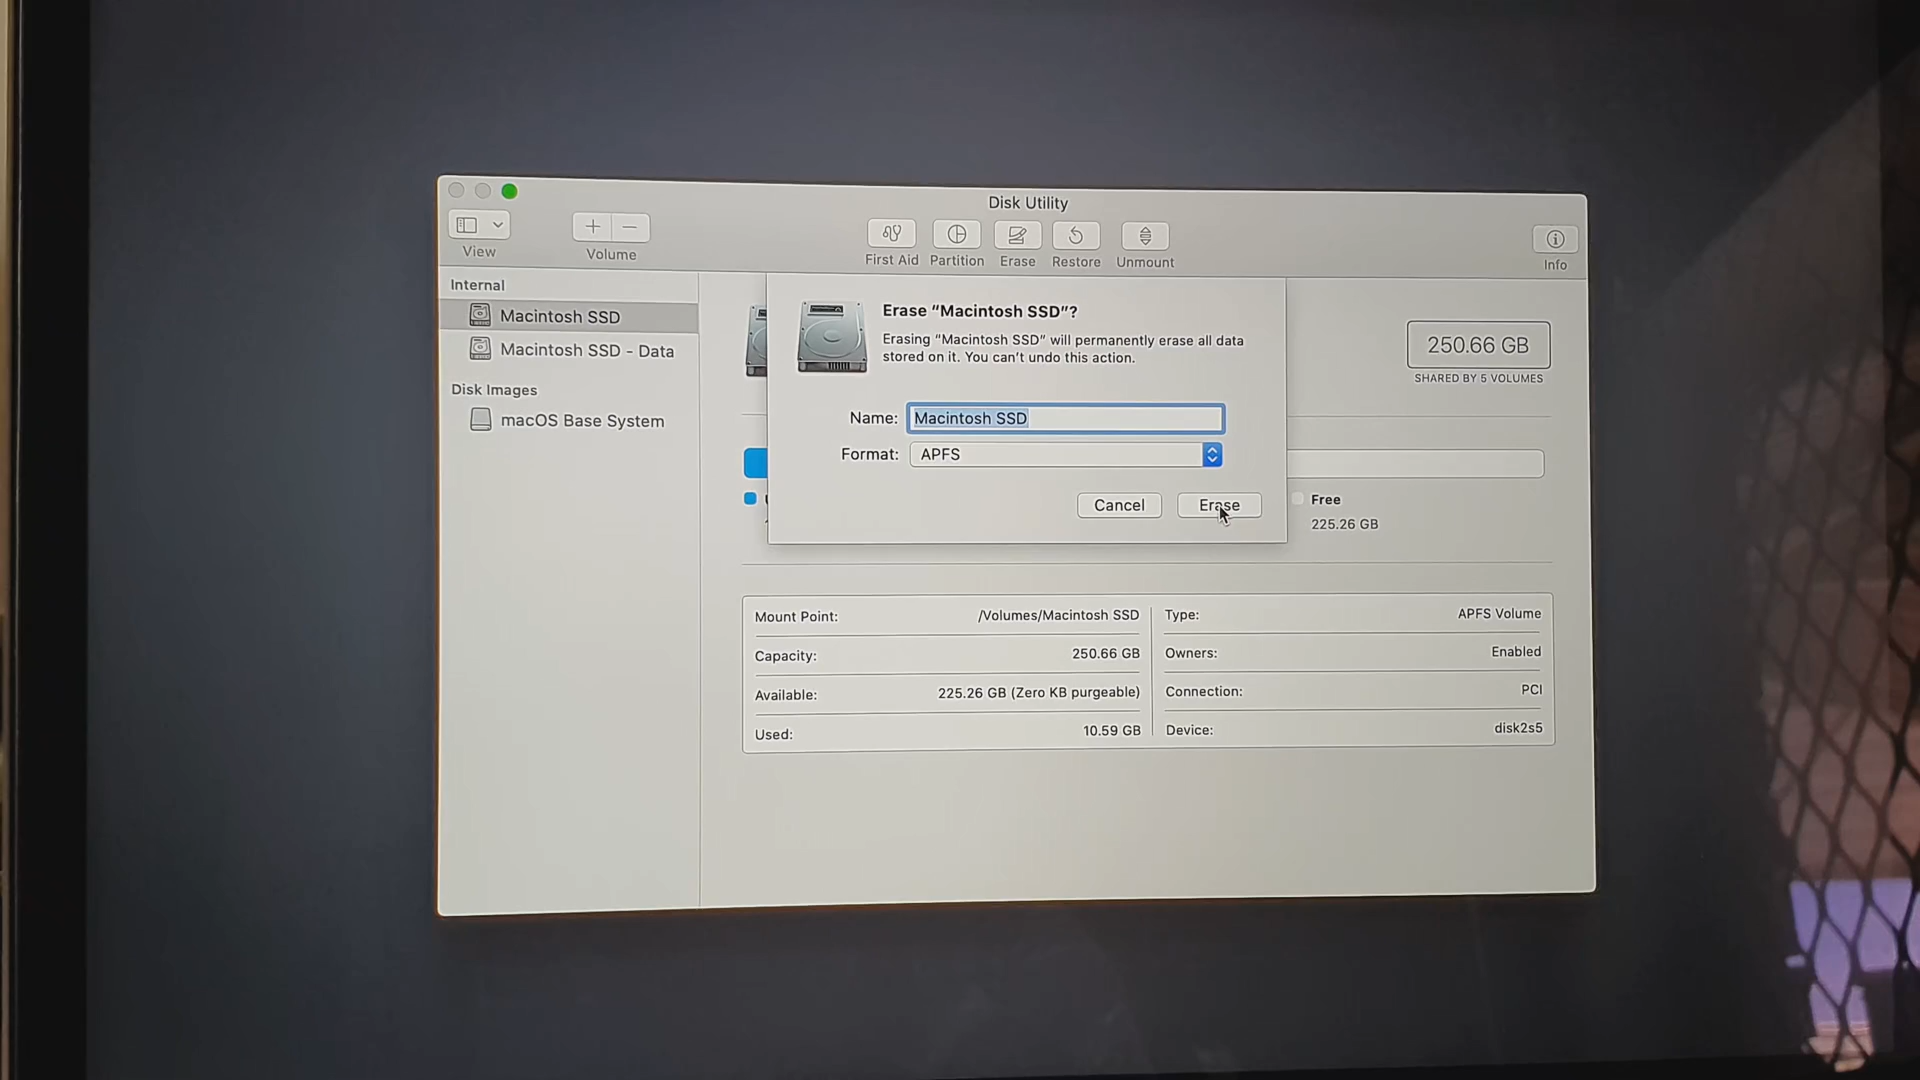 Disk Utility
View
Volume
First Aid
Partition
Erase
Restore
Unmount
Info
Internal
Macintosh SSD
Macintosh SSD - Data
Disk Images
macOS Base System
Erase “Macintosh SSD”?
Erasing “Macintosh SSD” will permanently erase all data
stored on it. You can’t undo this action.
Name: Macintosh SSD
Format: APFS
Cancel
Erase
250.66 GB
SHARED BY 5 VOLUMES
Free
225.26 GB
Mount Point: /Volumes/Macintosh SSD
Capacity: 250.66 GB
Available: 225.26 GB (Zero KB purgeable)
Used: 10.59 GB
Type: APFS Volume
Owners: Enabled
Connection: PCI
Device: disk2s5